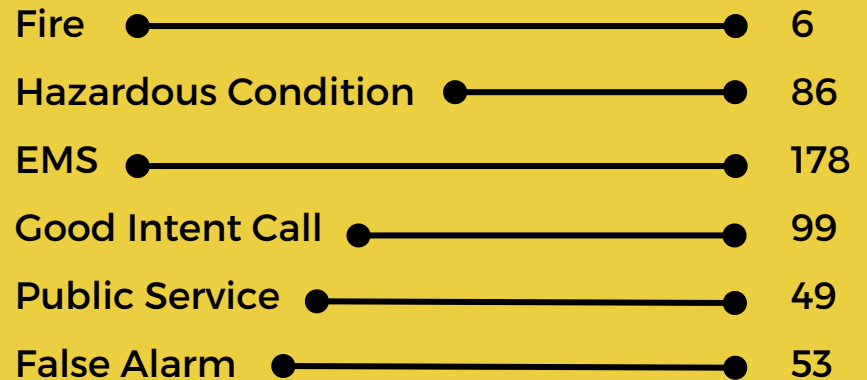 Fire 6
Hazardous Condition 86
EMS 178
Good Intent Call 99
Public Service 49
False Alarm 53